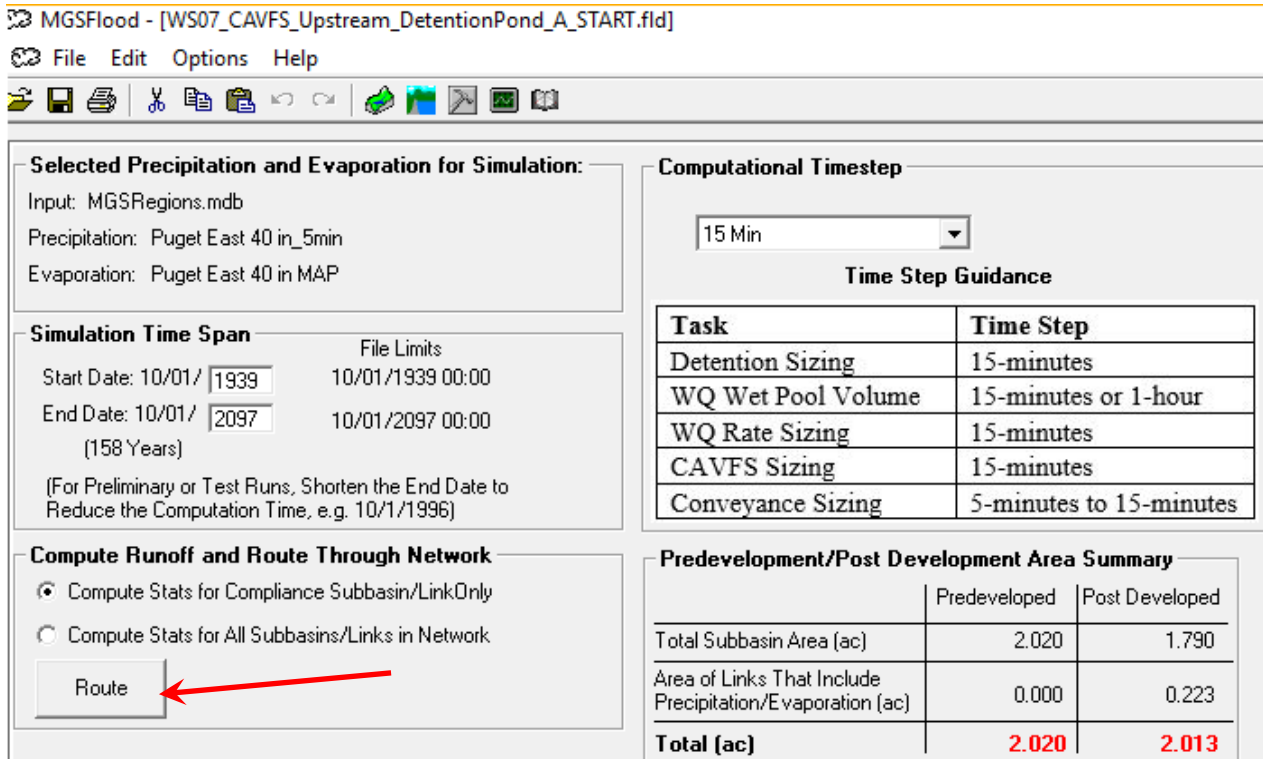 MGSFlood - [WS07_CAVFS_Upstream_DetentionPond_A_START.fld]
File Edit Options Help
Selected Precipitation and Evaporation for Simulation:
Input: MGSRegions.mdb
Precipitation: Puget East 40 in_5min
Evaporation: Puget East 40 in MAP
Simulation Time Span
File Limits
Start Date: 10/01/ 1939 10/01/1939 00:00
End Date: 10/01/ 2097 10/01/2097 00:00
(158 Years)
(For Preliminary or Test Runs, Shorten the End Date to
Reduce the Computation Time, e.g. 10/1/1996)
Compute Runoff and Route Through Network
Compute Stats for Compliance Subbasin/LinkOnly
Compute Stats for All Subbasins/Links in Network
Route
Computational Timestep
15 Min
Time Step Guidance
Task Time Step
Detention Sizing 15-minutes
WQ Wet Pool Volume 15-minutes or 1-hour
WQ Rate Sizing 15-minutes
CAVFS Sizing 15-minutes
Conveyance Sizing 5-minutes to 15-minutes
Predevelopment/Post Development Area Summary
Predeveloped Post Developed
Total Subbasin Area (ac) 2.020 1.790
Area of Links That Include
Precipitation/Evaporation (ac) 0.000 0.223
Total (ac) 2.020 2.013